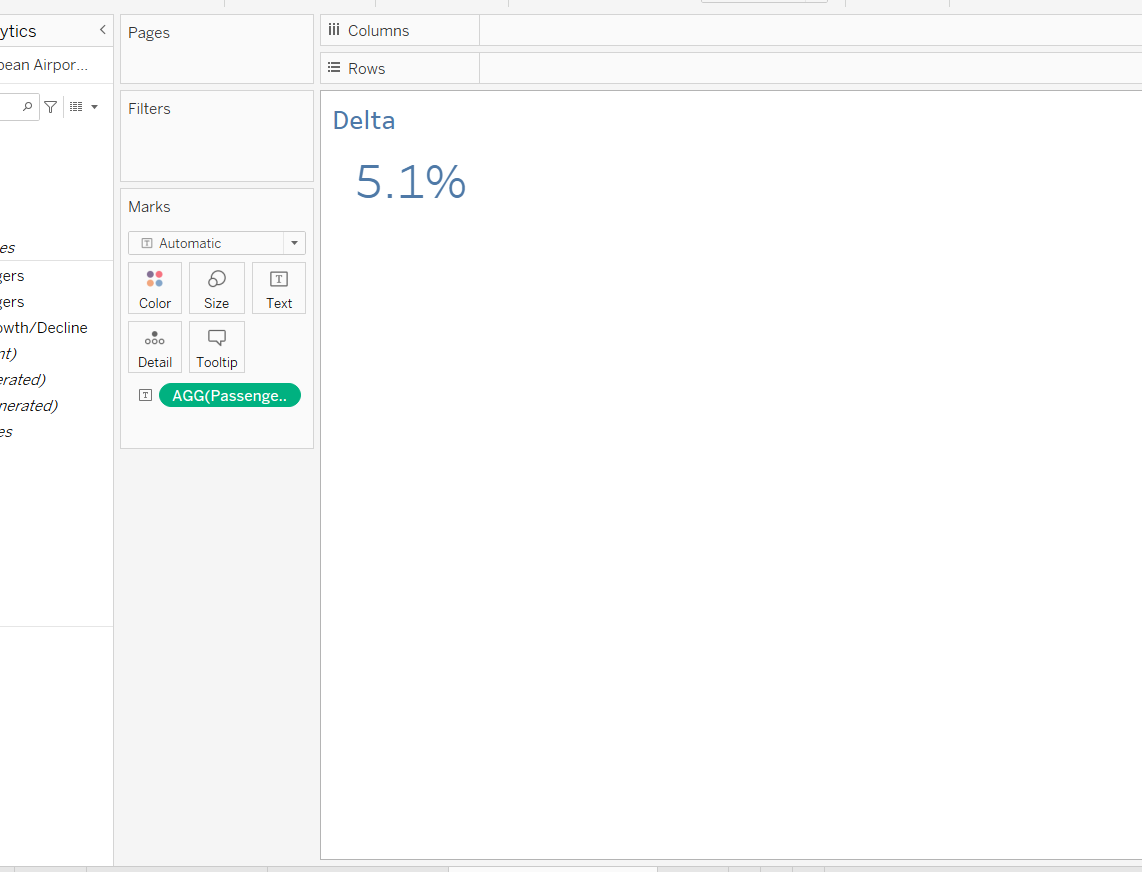 ytics
bean Airpor...
es
gers
gers
owth/Decline
nt)
erated)
nerated)
es
Pages
Filters
Marks
Automatic
Color
Size
Text
Detail
Tooltip
AGG(Passenge..
Columns
Rows
Delta
5.1%